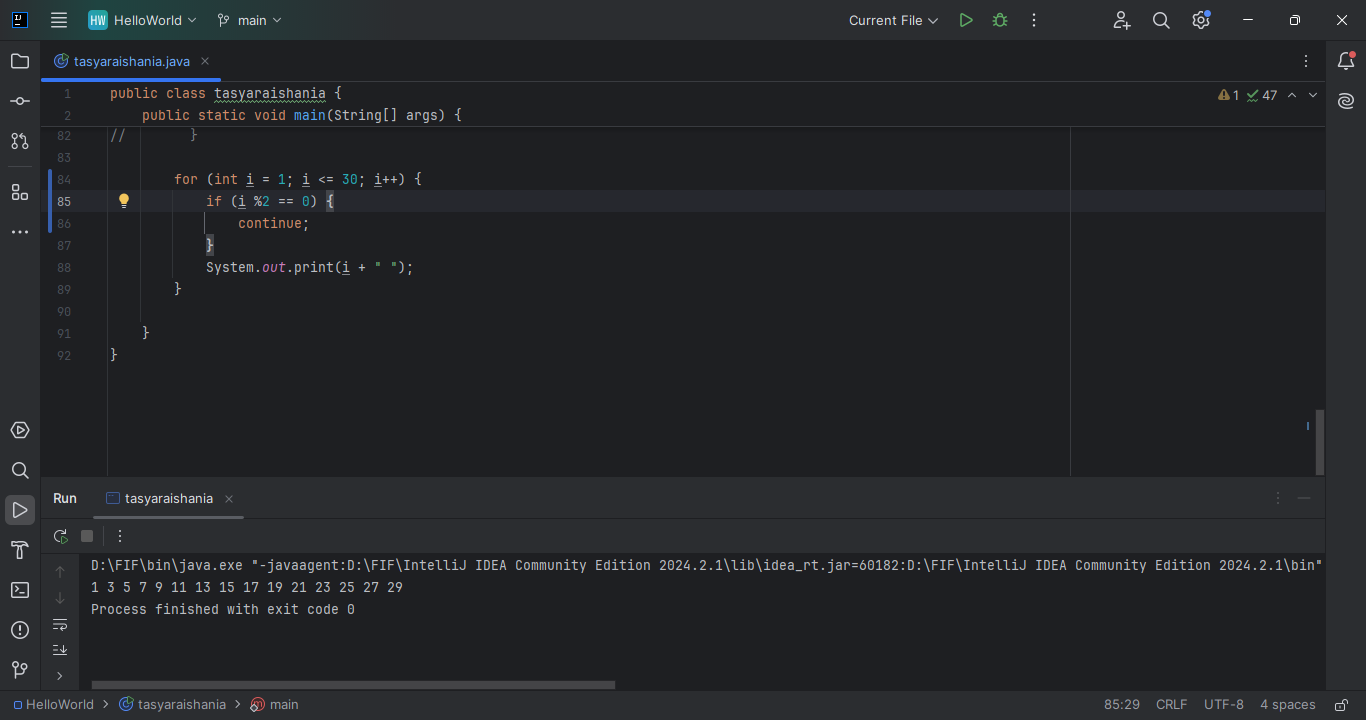 HW HelloWorld main Current File
tasyaraishania.java
1 public class tasyaraishania {
2 public static void main(String[] args) {
1 47
82 // }
83
84 for (int i = 1; i <= 30; i++) {
85 if (i %2 == 0) {
86 continue;
87 }
88 System.out.print(i + " ");
89 }
90
91 }
92 }
Run tasyaraishania
D:\FIF\bin\java.exe "-javaagent:D:\FIF\IntelliJ IDEA Community Edition 2024.2.1\lib\idea_rt.jar=60182:D:\FIF\IntelliJ IDEA Community Edition 2024.2.1\bin"
1 3 5 7 9 11 13 15 17 19 21 23 25 27 29
Process finished with exit code 0
HelloWorld > tasyaraishania > main 85:29 CRLF UTF-8 4 spaces